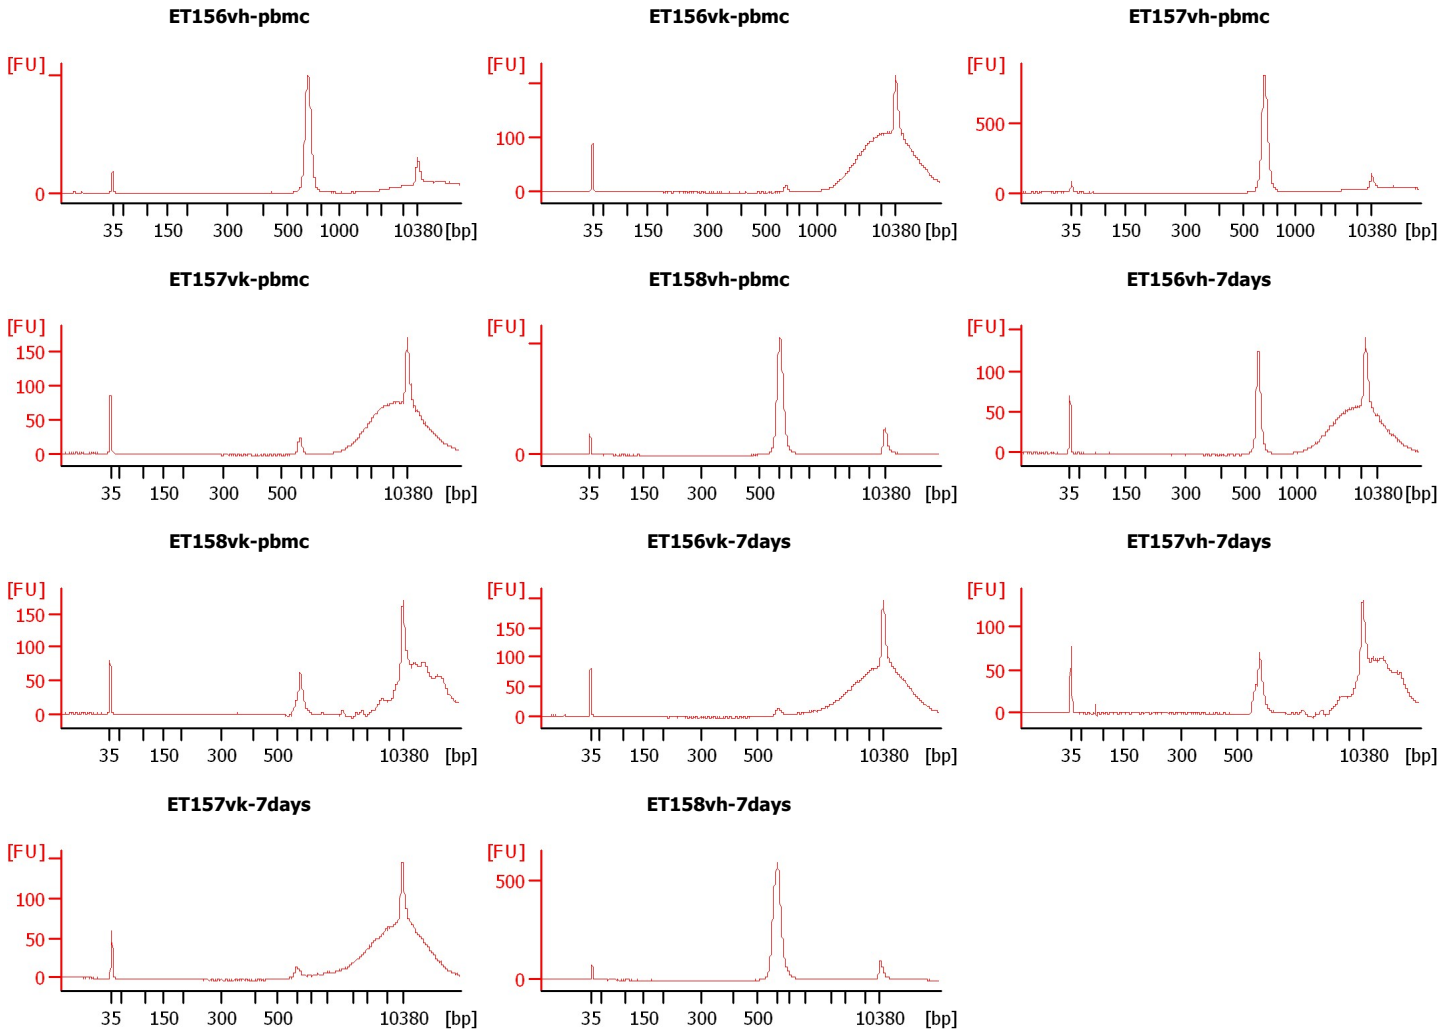 ET156vh-pbmc
[FU]
0
35 150 300 500 1000 10380 [bp]
ET156vk-pbmc
[FU]
100
0
35 150 300 500 1000 10380 [bp]
ET157vh-pbmc
[FU]
500
0
35 150 300 500 1000 10380 [bp]
ET157vk-pbmc
[FU]
150
100
50
0
35 150 300 500 10380 [bp]
ET158vh-pbmc
[FU]
0
35 150 300 500 10380 [bp]
ET156vh-7days
[FU]
100
50
0
35 150 300 500 1000 10380 [bp]
ET158vk-pbmc
[FU]
150
100
50
0
35 150 300 500 10380 [bp]
ET156vk-7days
[FU]
150
100
50
0
35 150 300 500 10380 [bp]
ET157vh-7days
[FU]
100
50
0
35 150 300 500 10380 [bp]
ET157vk-7days
[FU]
100
50
0
35 150 300 500 10380 [bp]
ET158vh-7days
[FU]
500
0
35 150 300 500 10380 [bp]